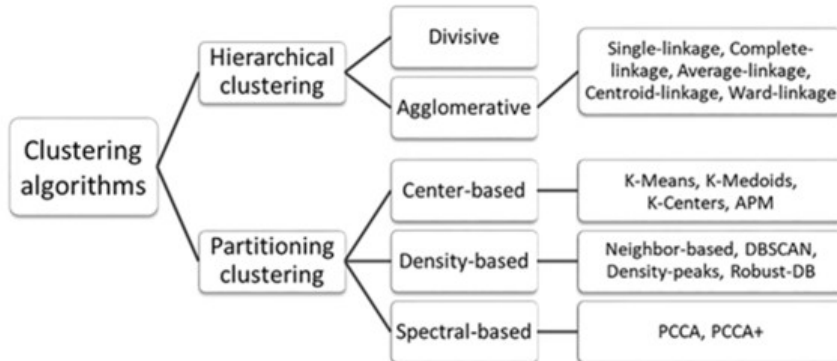 Clustering
algorithms
Hierarchical
clustering
Divisive
Agglomerative
Single-linkage, Complete-
linkage, Average-linkage,
Centroid-linkage, Ward-linkage
Partitioning
clustering
Center-based
K-Means, K-Medoids,
K-Centers, APM
Density-based
Neighbor-based, DBSCAN,
Density-peaks, Robust-DB
Spectral-based
PCCA, PCCA+